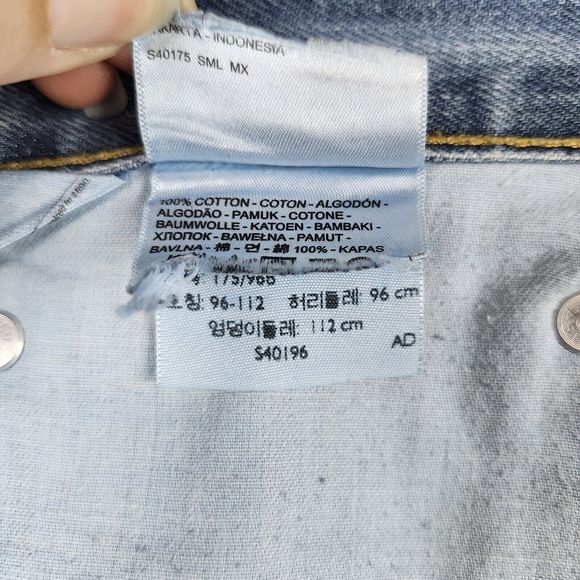 JAKARTA - INDONESIA
S40175 SML MX
100% COTTON - COTON - ALGODÓN -
ALGODÃO - PAMUK - COTONE -
BAUMWOLLE - KATOEN - BAMBAKI -
ХЛОПОК - BAWEŁNA - PAMUT -
BAVLNA - 棉 - 면 - 綿 100% - KAPAS
호칭: 96-112 허리둘레: 96 cm
엉덩이둘레: 112 cm
S40196 AD